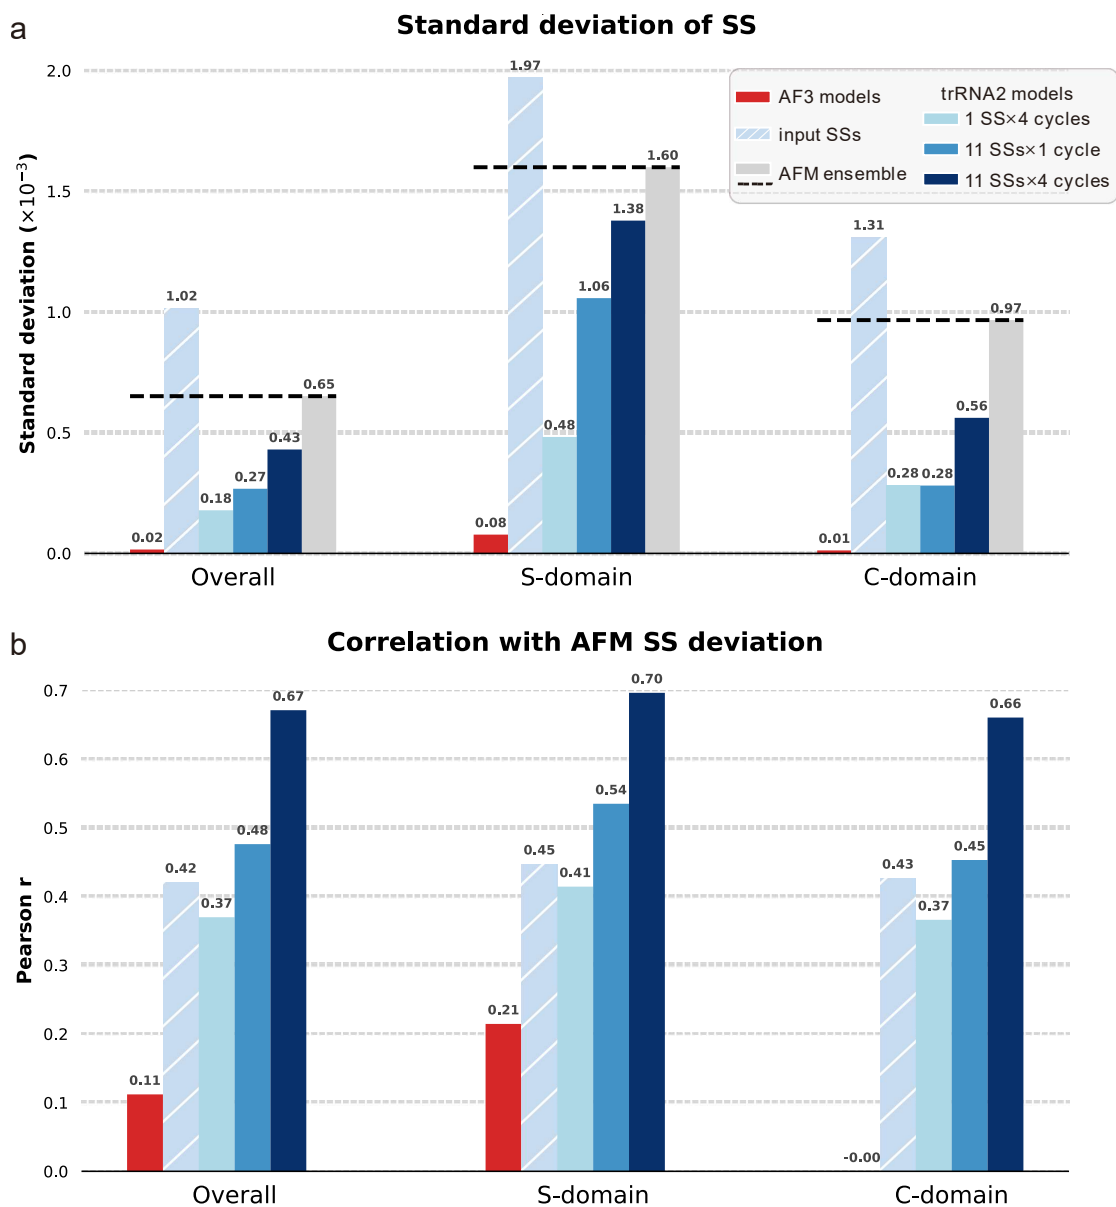 a
Standard deviation of SS
Standard deviation (×10⁻³)
2.0
1.5
1.0
0.5
0.0
AF3 models
input SSs
AFM ensemble
trRNA2 models
1 SS×4 cycles
11 SSs×1 cycle
11 SSs×4 cycles
0.02
1.02
0.18
0.27
0.43
0.65
0.08
1.97
0.48
1.06
1.38
1.60
0.01
1.31
0.28
0.28
0.56
0.97
Overall
S-domain
C-domain
b
Correlation with AFM SS deviation
Pearson r
0.7
0.6
0.5
0.4
0.3
0.2
0.1
0.0
0.11
0.42
0.37
0.48
0.67
0.21
0.45
0.41
0.54
0.70
-0.00
0.43
0.37
0.45
0.66
Overall
S-domain
C-domain